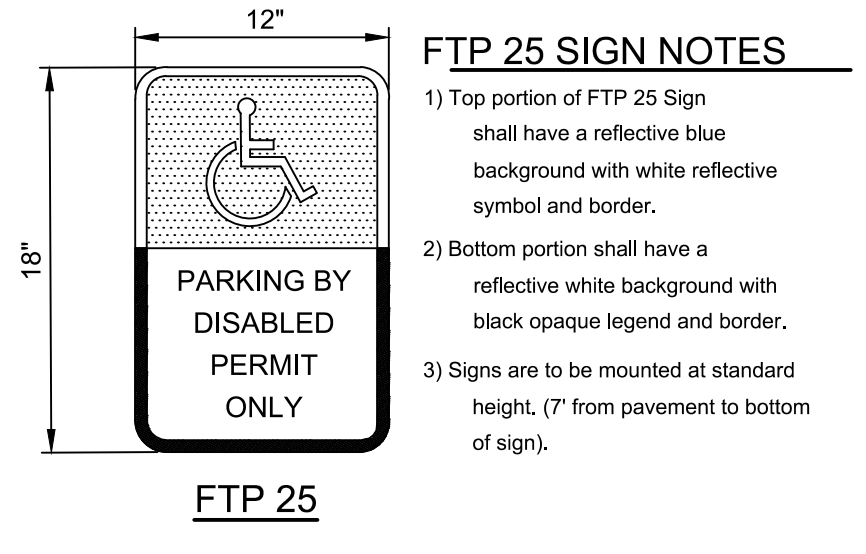 12"
18"
PARKING BY
DISABLED
PERMIT
ONLY
FTP 25
FTP 25 SIGN NOTES
1) Top portion of FTP 25 Sign
shall have a reflective blue
background with white reflective
symbol and border.
2) Bottom portion shall have a
reflective white background with
black opaque legend and border.
3) Signs are to be mounted at standard
height. (7' from pavement to bottom
of sign).